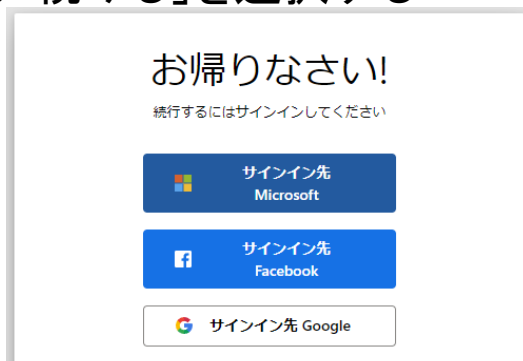 続ける」を選択する
お帰りなさい!
続行するにはサインインしてください
サインイン先
Microsoft
サインイン先
Facebook
サインイン先 Google